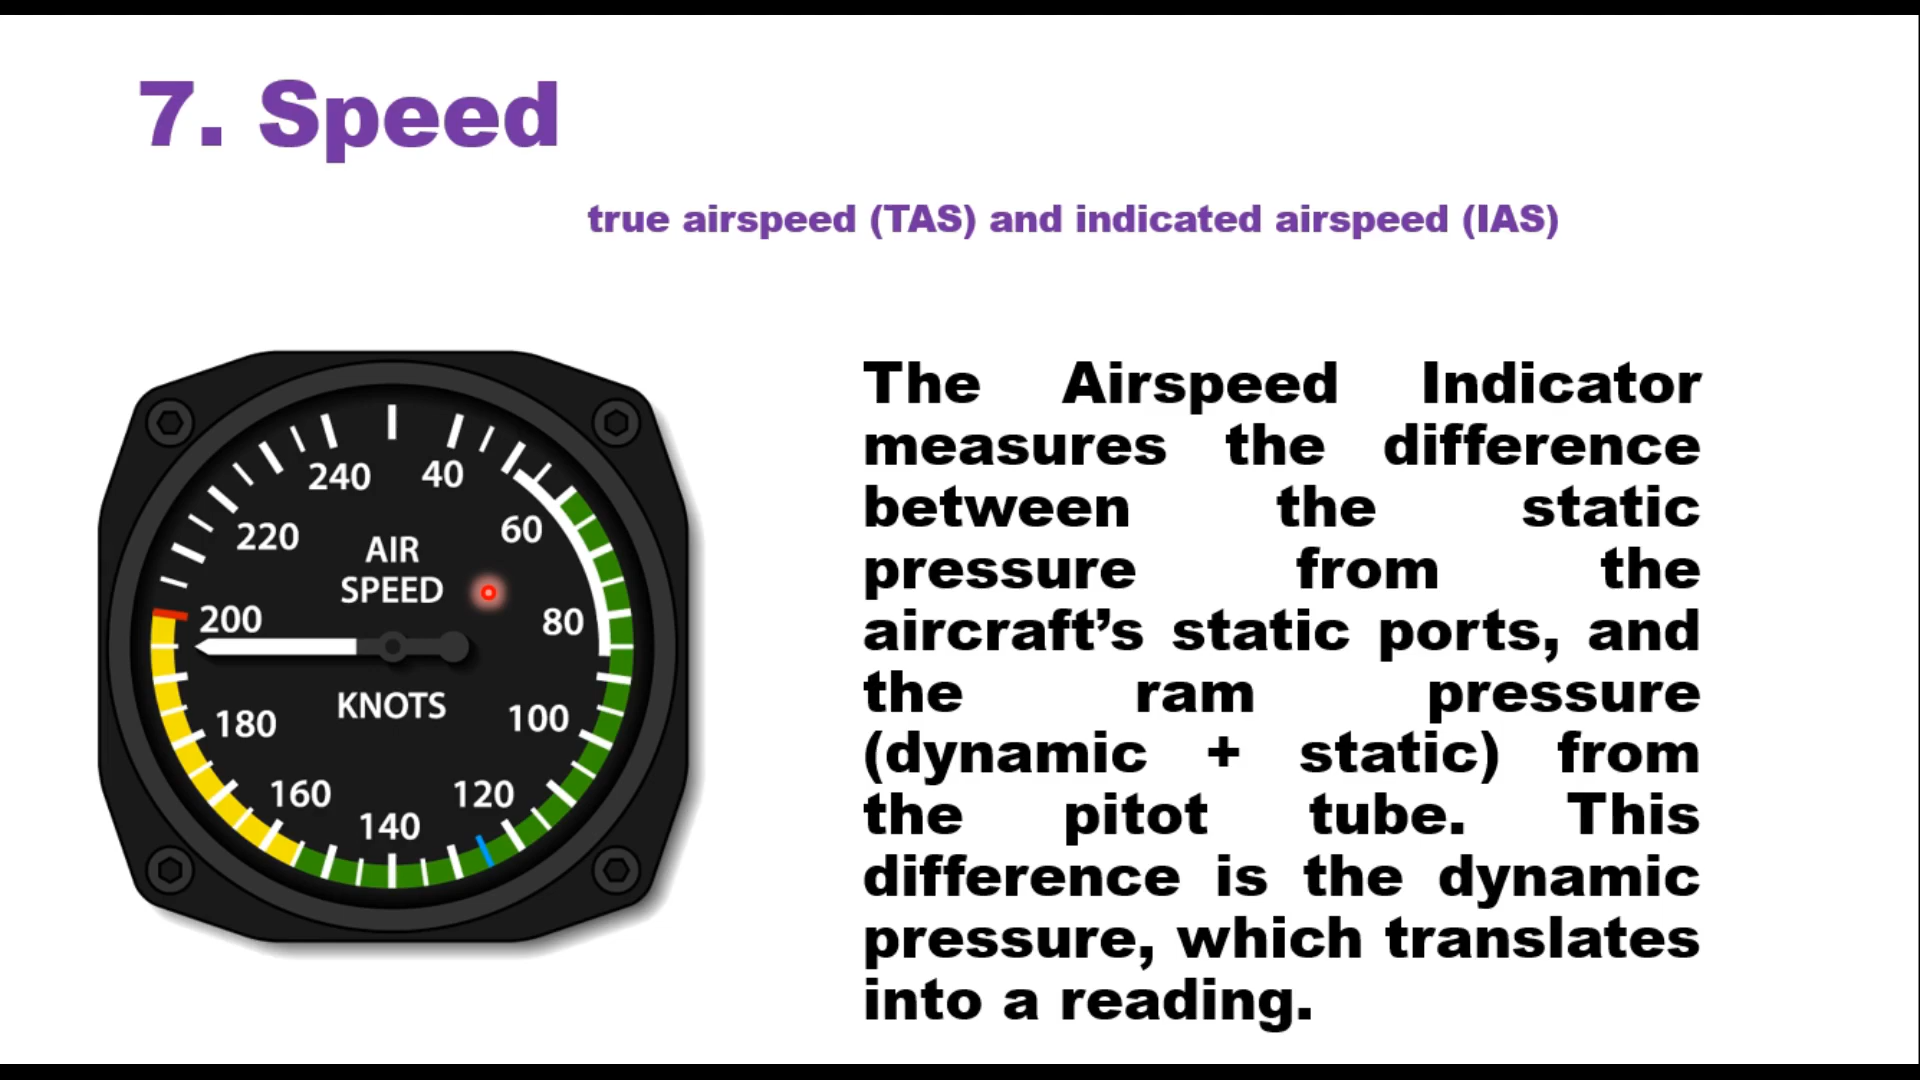 7. Speed
true airspeed (TAS) and indicated airspeed (IAS)
240 40
220 60
AIR
SPEED
200 80
KNOTS
180 100
160 120
140
The Airspeed Indicator
measures the difference
between the static
pressure from the
aircraft’s static ports, and
the ram pressure
(dynamic + static) from
the pitot tube. This
difference is the dynamic
pressure, which translates
into a reading.